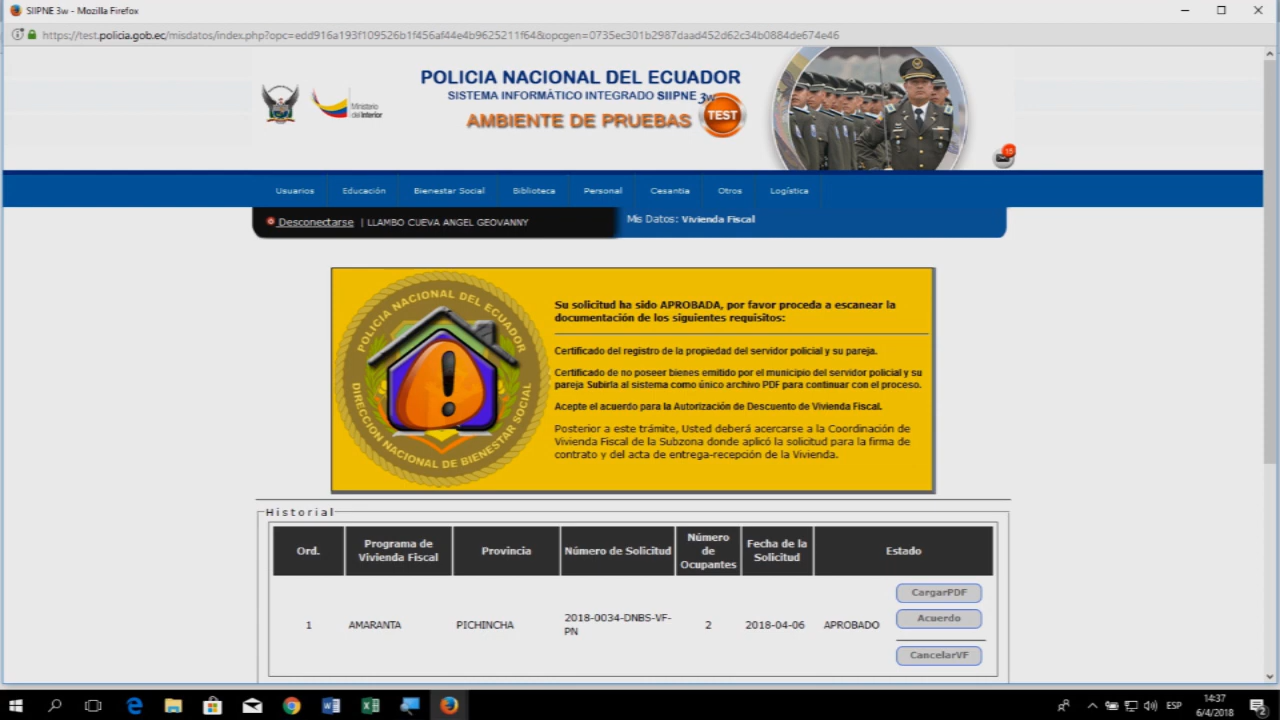 SIIPNE 3w - Mozilla Firefox
https://test.policia.gob.ec/misdatos/index.php?opc=edd916a193f109526b1f456af44e4b9625211f64&opcgen=0735ec301b2987daad452d62c34b0884de674e46
POLICIA NACIONAL DEL ECUADOR
SISTEMA INFORMÁTICO INTEGRADO SIIPNE 3w
AMBIENTE DE PRUEBAS TEST
Ministerio
del Interior
15
Usuarios Educación Bienestar Social Biblioteca Personal Cesantia Otros Logística
Desconectarse | LLAMBO CUEVA ANGEL GEOVANNY
Mis Datos: Vivienda Fiscal
POLICIA NACIONAL DEL ECUADOR
DIRECCION NACIONAL DE BIENESTAR SOCIAL
Su solicitud ha sido APROBADA, por favor proceda a escanear la
documentación de los siguientes requisitos:
Certificado del registro de la propiedad del servidor policial y su pareja.
Certificado de no poseer bienes emitido por el municipio del servidor policial y su
pareja Subirla al sistema como único archivo PDF para continuar con el proceso.
Acepte el acuerdo para la Autorización de Descuento de Vivienda Fiscal.
Posterior a este trámite, Usted deberá acercarse a la Coordinación de
Vivienda Fiscal de la Subzona donde aplicó la solicitud para la firma de
contrato y del acta de entrega-recepción de la Vivienda.
Historial
Ord. Programa de Vivienda Fiscal Provincia Número de Solicitud Número de Ocupantes Fecha de la Solicitud Estado
1 AMARANTA PICHINCHA 2018-0034-DNBS-VF-PN 2 2018-04-06 APROBADO
CargarPDF
Acuerdo
CancelarVF
ESP
14:37
6/4/2018
2